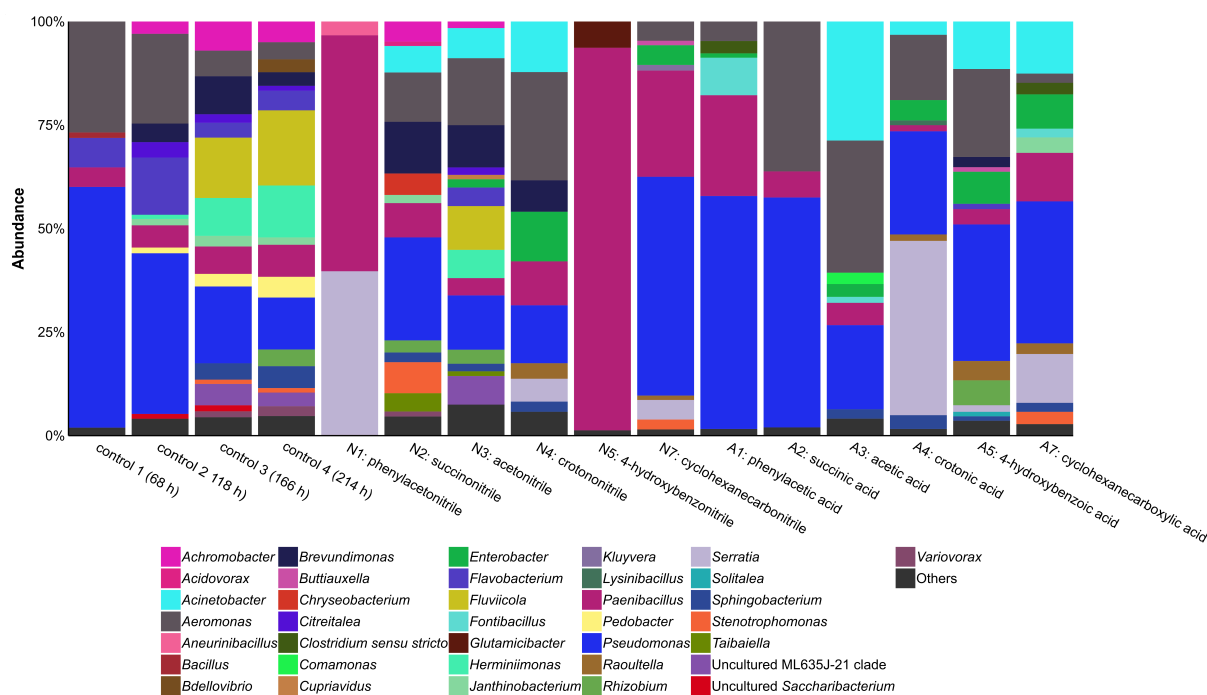 100%
75%
50%
25%
0%
Abundance
control 1 (68 h)
control 2 118 h)
control 3 (166 h)
control 4 (214 h)
N1: phenylacetonitrile
N2: succinonitrile
N3: acetonitrile
N4: crotononitrile
N5: 4-hydroxybenzonitrile
N7: cyclohexanecarbonitrile
A1: phenylacetic acid
A2: succinic acid
A3: acetic acid
A4: crotonic acid
A5: 4-hydroxybenzoic acid
A7: cyclohexanecarboxylic acid
Achromobacter Brevundimonas Enterobacter Kluyvera Serratia Variovorax
Acidovorax Buttiauxella Flavobacterium Lysinibacillus Solitalea Others
Acinetobacter Chryseobacterium Fluviicola Paenibacillus Sphingobacterium
Aeromonas Citreitalea Fontibacillus Pedobacter Stenotrophomonas
Aneurinibacillus Clostridium sensu stricto Glutamicibacter Pseudomonas Taibaiella
Bacillus Comamonas Herminiimonas Raoultella Uncultured ML635J-21 clade
Bdellovibrio Cupriavidus Janthinobacterium Rhizobium Uncultured Saccharibacterium